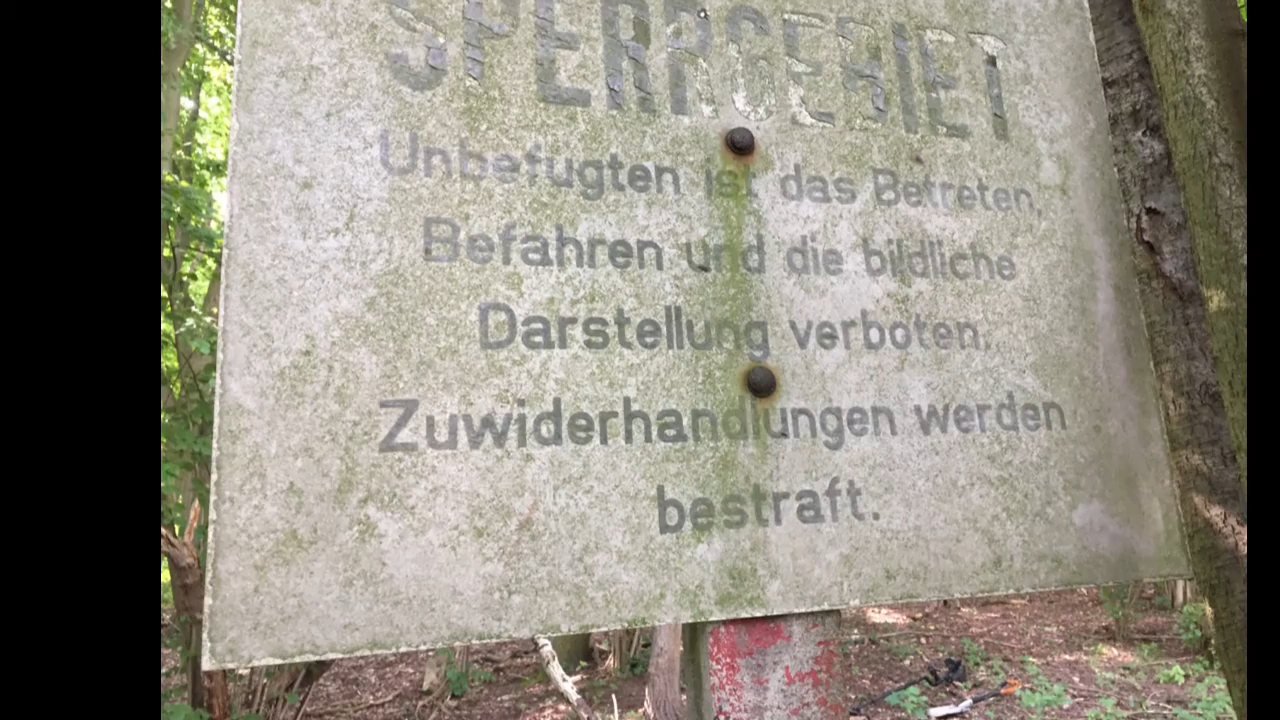 SPERRGEBIET
Unbefugten ist das Betreten,
Befahren und die bildliche
Darstellung verboten.
Zuwiderhandlungen werden
bestraft.